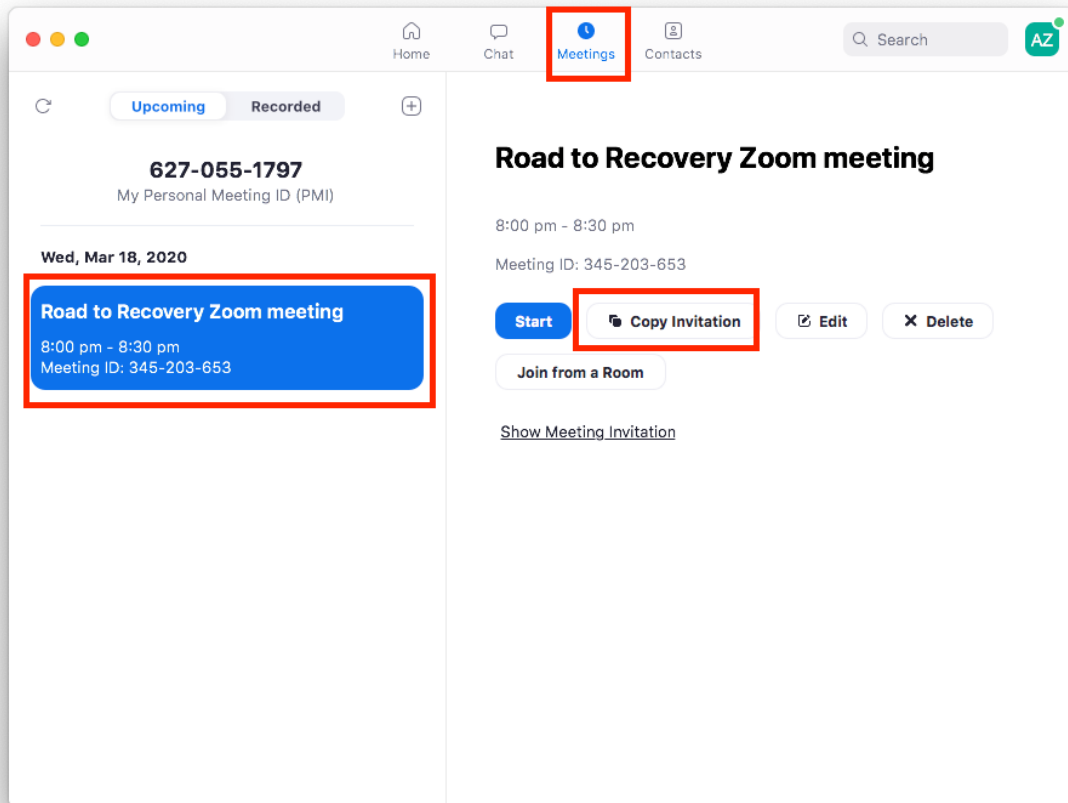 Home
Chat
Meetings
Contacts
Search
AZ
Upcoming
Recorded
627-055-1797
My Personal Meeting ID (PMI)
Wed, Mar 18, 2020
Road to Recovery Zoom meeting
8:00 pm - 8:30 pm
Meeting ID: 345-203-653
Road to Recovery Zoom meeting
8:00 pm - 8:30 pm
Meeting ID: 345-203-653
Start
Copy Invitation
Edit
Delete
Join from a Room
Show Meeting Invitation